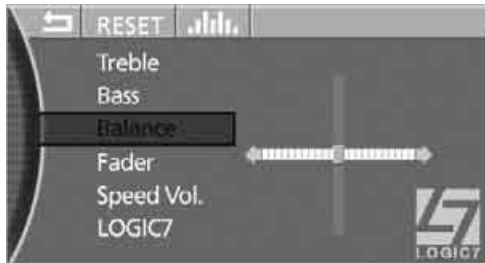 RESET
Treble
Bass
Balance
Fader
Speed Vol.
LOGIC7
LOGIC7